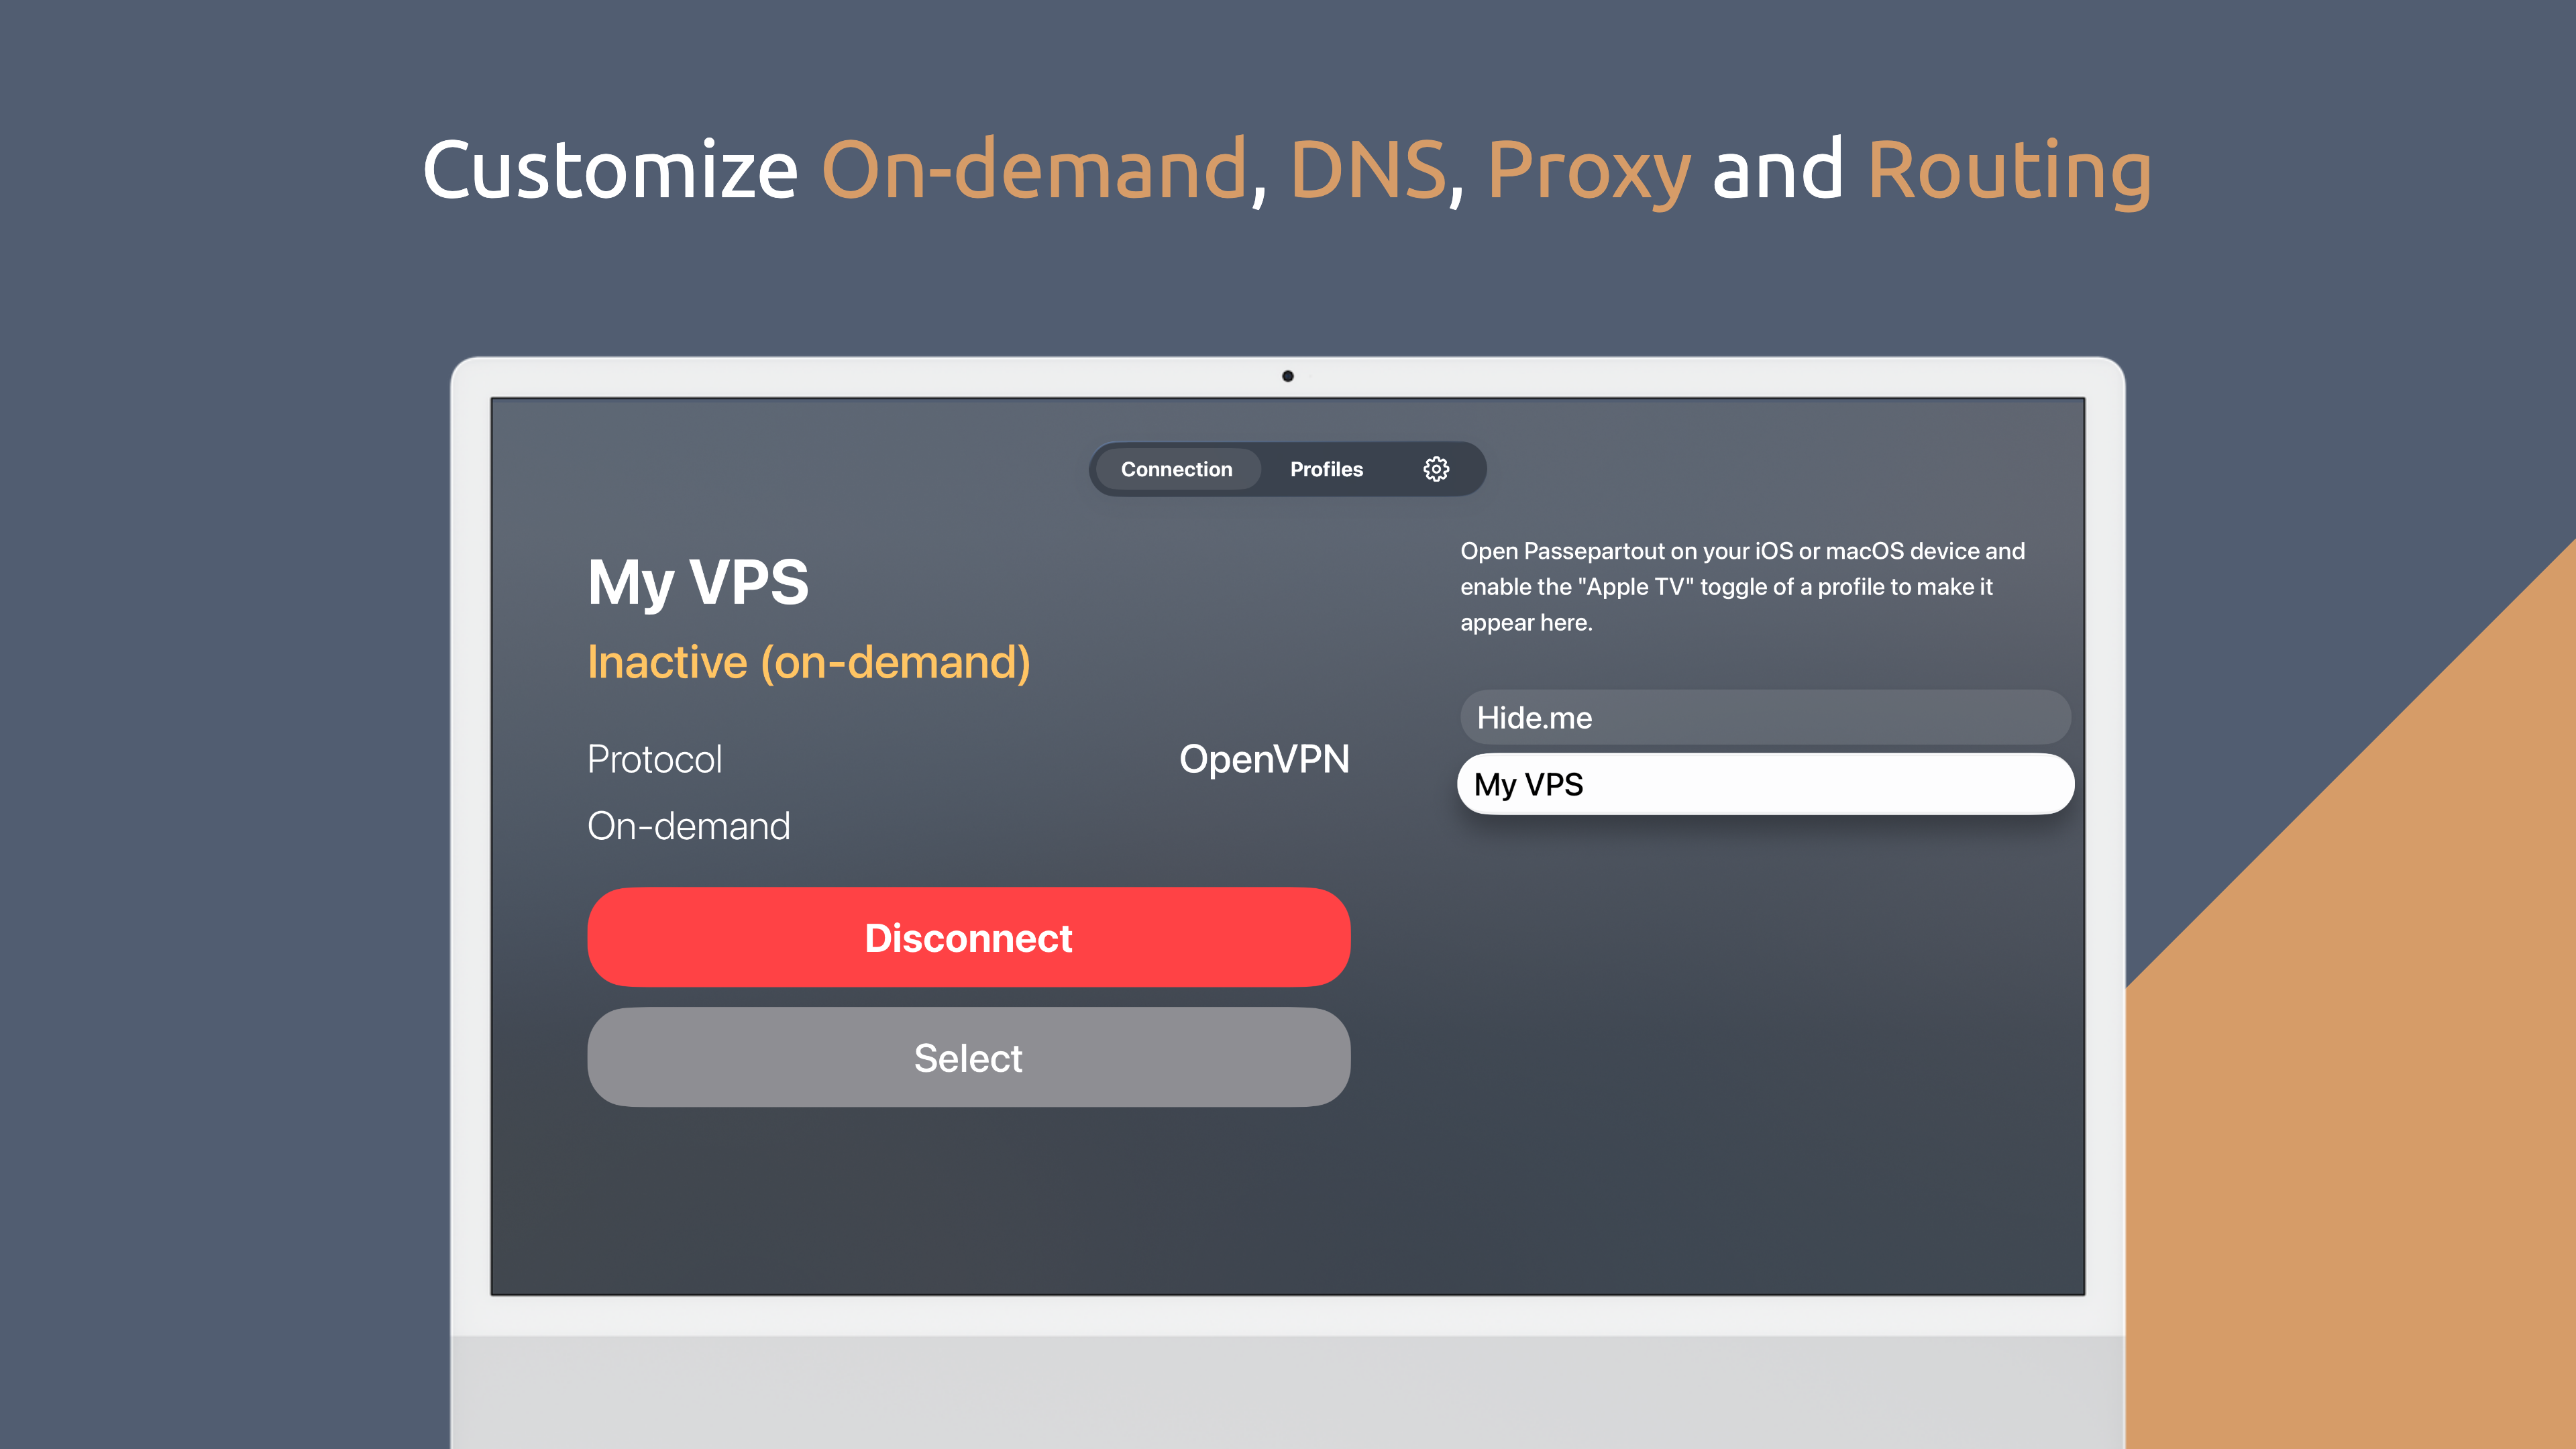 Customize On-demand, DNS, Proxy and Routing
Connection
Profiles
My VPS
Inactive (on-demand)
Protocol
OpenVPN
On-demand
Disconnect
Select
Open Passepartout on your iOS or macOS device and
enable the "Apple TV" toggle of a profile to make it
appear here.
Hide.me
My VPS